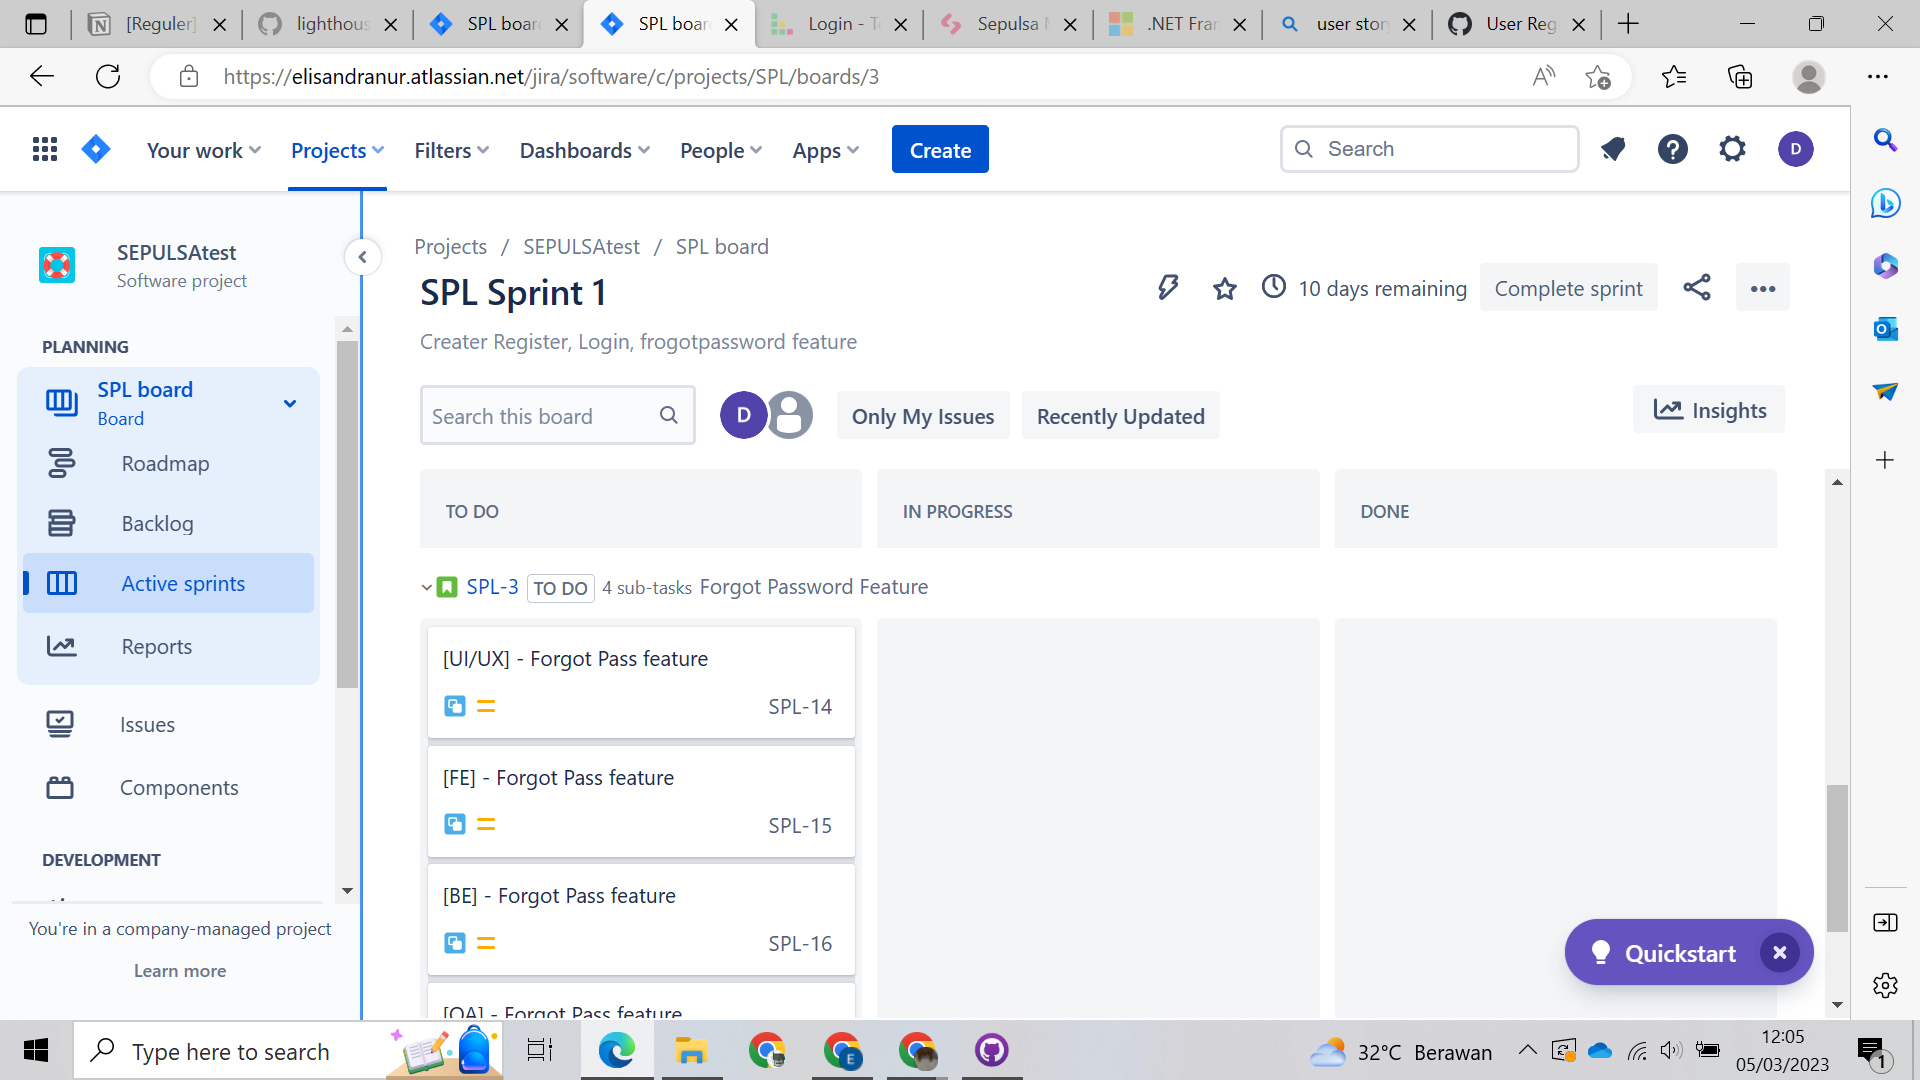 [Reguler]
lighthous
SPL boar
SPL boar
Login - T
Sepulsa
.NET Fran
user stor
User Reg
https://elisandranur.atlassian.net/jira/software/c/projects/SPL/boards/3
Your work
Projects
Filters
Dashboards
People
Apps
Create
Search
D
SEPULSAtest
Software project
PLANNING
SPL board
Board
Roadmap
Backlog
Active sprints
Reports
Issues
Components
DEVELOPMENT
You're in a company-managed project
Learn more
Projects / SEPULSAtest / SPL board
SPL Sprint 1
10 days remaining
Complete sprint
Creater Register, Login, frogotpassword feature
Search this board
D
Only My Issues
Recently Updated
Insights
TO DO
IN PROGRESS
DONE
SPL-3 TO DO 4 sub-tasks Forgot Password Feature
[UI/UX] - Forgot Pass feature
SPL-14
[FE] - Forgot Pass feature
SPL-15
[BE] - Forgot Pass feature
SPL-16
[QA] - Forgot Pass feature
Quickstart
Type here to search
E
32°C Berawan
12:05
05/03/2023
1